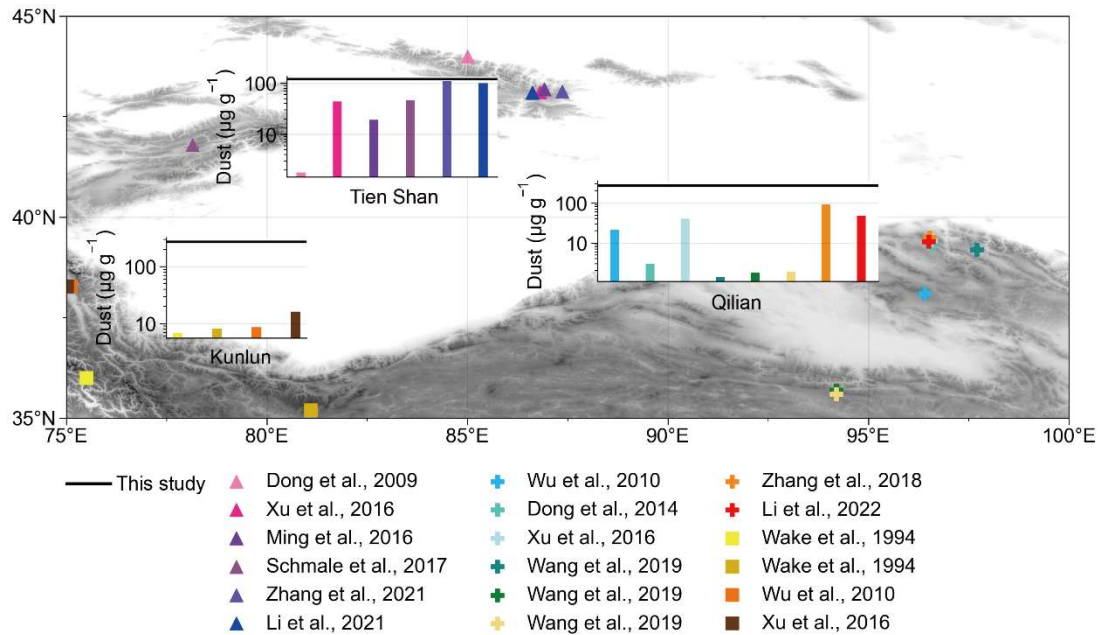 45°N
40°N
35°N
75°E
80°E
85°E
90°E
95°E
100°E
Dust (µg g⁻¹)
100
10
Tien Shan
Dust (µg g⁻¹)
100
10
Qilian
Dust (µg g⁻¹)
100
10
Kunlun
This study
Dong et al., 2009
Xu et al., 2016
Ming et al., 2016
Schmale et al., 2017
Zhang et al., 2021
Li et al., 2021
Wu et al., 2010
Dong et al., 2014
Xu et al., 2016
Wang et al., 2019
Wang et al., 2019
Wang et al., 2019
Zhang et al., 2018
Li et al., 2022
Wake et al., 1994
Wake et al., 1994
Wu et al., 2010
Xu et al., 2016